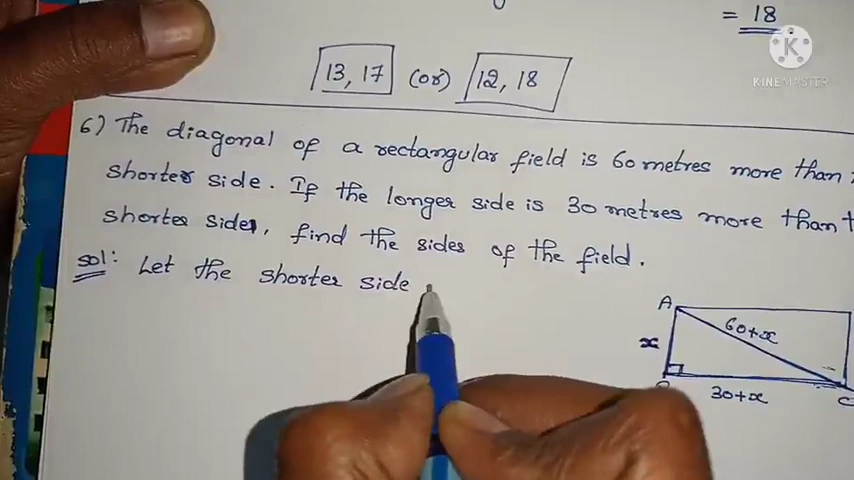 = 18
K
KINEMASTER
13, 17 (or) 12, 18
6) The diagonal of a rectangular field is 60 metres more than
shorter side. If the longer side is 30 metres more than
shorter side, find the sides of the field.
sol: Let the shorter side
A
60+x
x
30+x
C